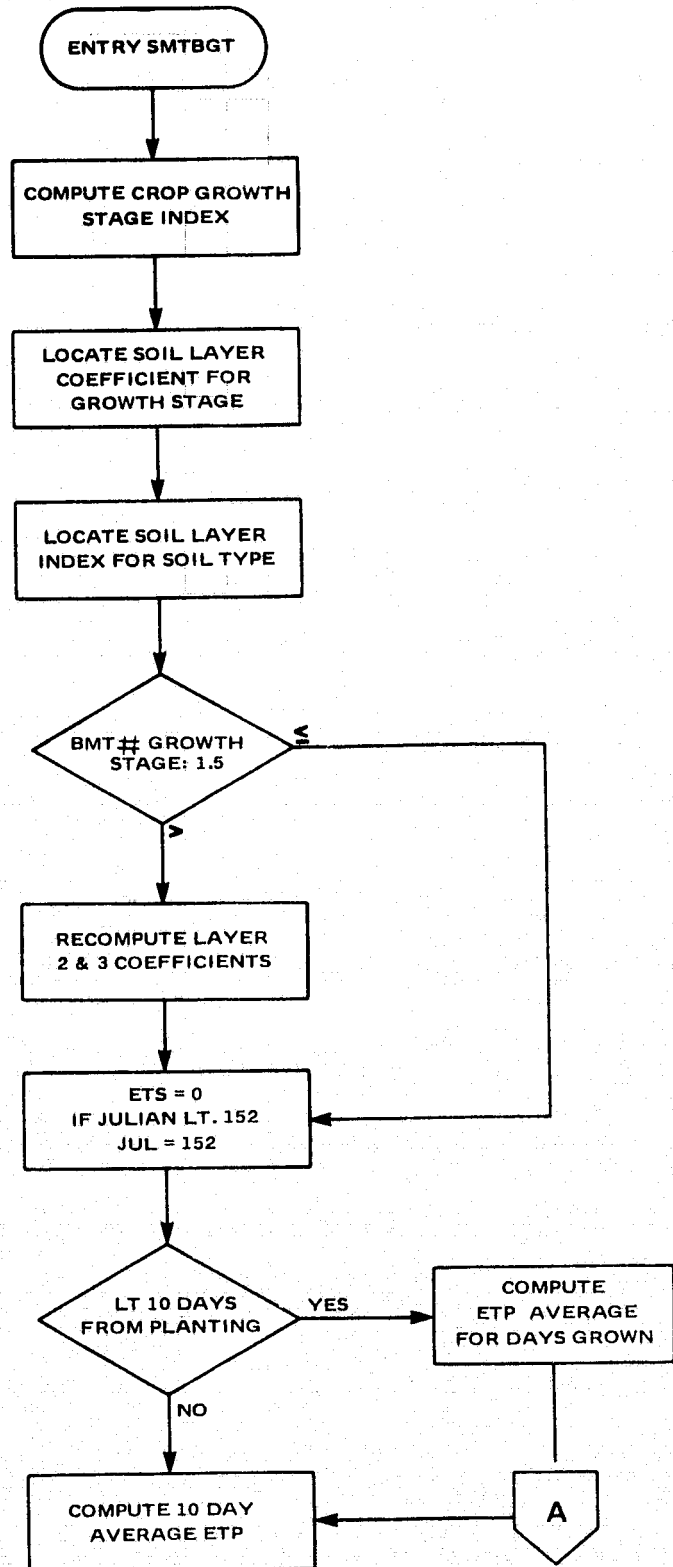 ENTRY SMTBGT
COMPUTE CROP GROWTH
STAGE INDEX
LOCATE SOIL LAYER
COEFFICIENT FOR
GROWTH STAGE
LOCATE SOIL LAYER
INDEX FOR SOIL TYPE
BMT # GROWTH
STAGE: 1.5
≤
>
RECOMPUTE LAYER
2 & 3 COEFFICIENTS
ETS = 0
IF JULIAN LT. 152
JUL = 152
LT 10 DAYS
FROM PLANTING
YES
COMPUTE
ETP AVERAGE
FOR DAYS GROWN
NO
COMPUTE 10 DAY
AVERAGE ETP
A